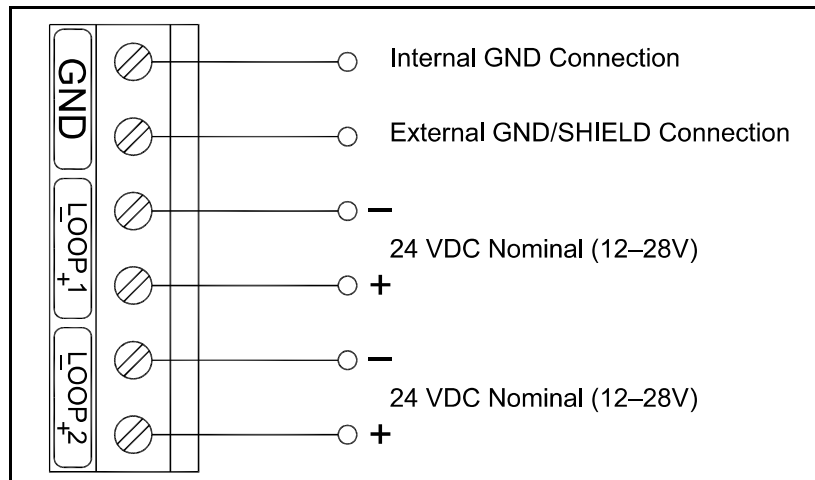 GND
Internal GND Connection
External GND/SHIELD Connection
LOOP 1
− +
−
24 VDC Nominal (12–28V)
+
LOOP 2
− +
−
24 VDC Nominal (12–28V)
+